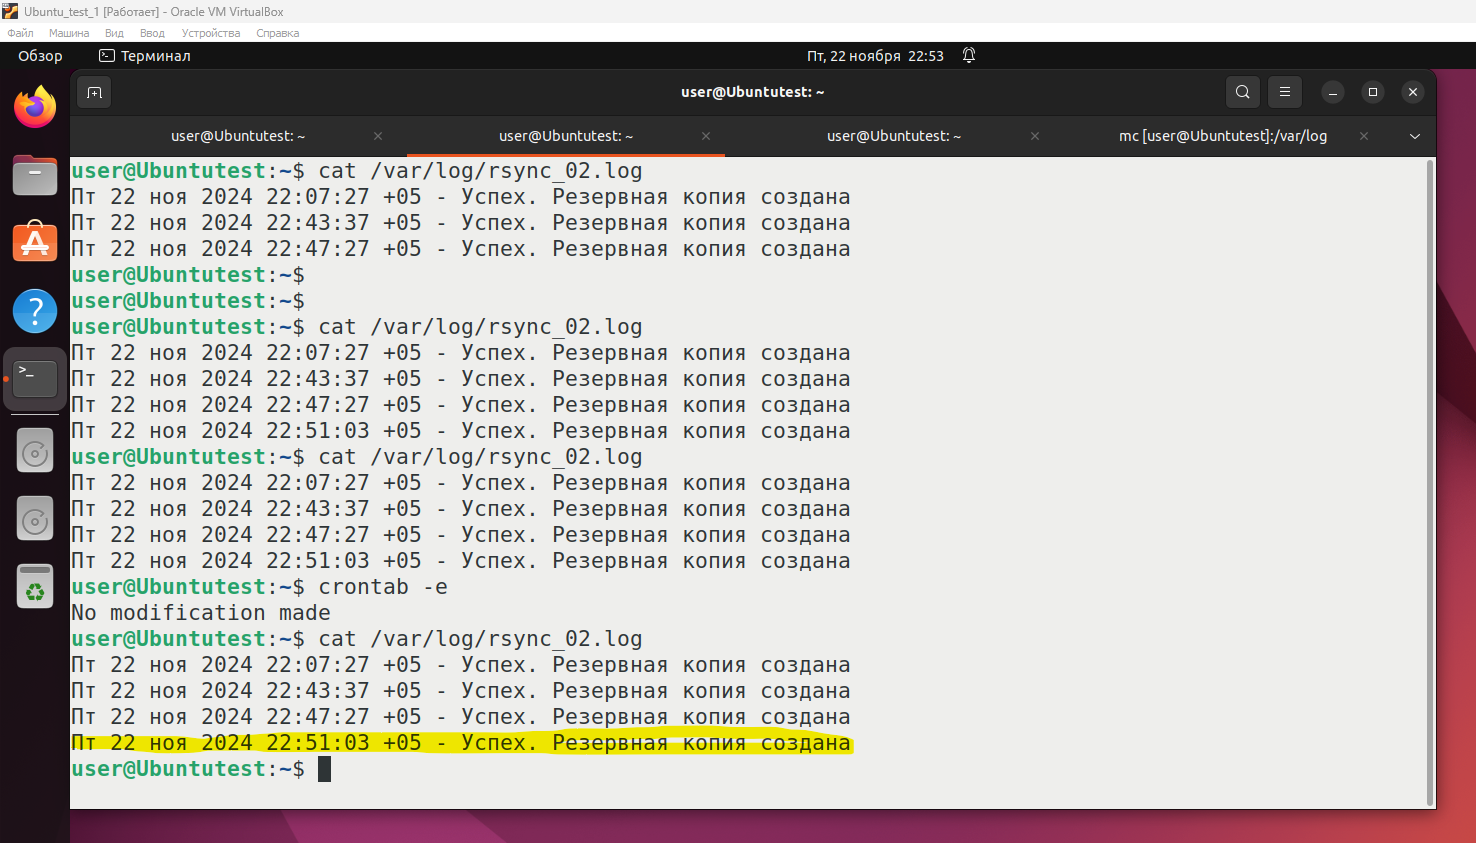 Ubuntu_test_1 [Работает] - Oracle VM VirtualBox
Файл Машина Вид Ввод Устройства Справка
Обзор Терминал Пт, 22 ноября 22:53
user@Ubuntutest: ~
user@Ubuntutest: ~ user@Ubuntutest: ~ user@Ubuntutest: ~ mc [user@Ubuntutest]:/var/log
user@Ubuntutest:~$ cat /var/log/rsync_02.log
Пт 22 ноя 2024 22:07:27 +05 - Успех. Резервная копия создана
Пт 22 ноя 2024 22:43:37 +05 - Успех. Резервная копия создана
Пт 22 ноя 2024 22:47:27 +05 - Успех. Резервная копия создана
user@Ubuntutest:~$
user@Ubuntutest:~$
user@Ubuntutest:~$ cat /var/log/rsync_02.log
Пт 22 ноя 2024 22:07:27 +05 - Успех. Резервная копия создана
Пт 22 ноя 2024 22:43:37 +05 - Успех. Резервная копия создана
Пт 22 ноя 2024 22:47:27 +05 - Успех. Резервная копия создана
Пт 22 ноя 2024 22:51:03 +05 - Успех. Резервная копия создана
user@Ubuntutest:~$ cat /var/log/rsync_02.log
Пт 22 ноя 2024 22:07:27 +05 - Успех. Резервная копия создана
Пт 22 ноя 2024 22:43:37 +05 - Успех. Резервная копия создана
Пт 22 ноя 2024 22:47:27 +05 - Успех. Резервная копия создана
Пт 22 ноя 2024 22:51:03 +05 - Успех. Резервная копия создана
user@Ubuntutest:~$ crontab -e
No modification made
user@Ubuntutest:~$ cat /var/log/rsync_02.log
Пт 22 ноя 2024 22:07:27 +05 - Успех. Резервная копия создана
Пт 22 ноя 2024 22:43:37 +05 - Успех. Резервная копия создана
Пт 22 ноя 2024 22:47:27 +05 - Успех. Резервная копия создана
Пт 22 ноя 2024 22:51:03 +05 - Успех. Резервная копия создана
user@Ubuntutest:~$